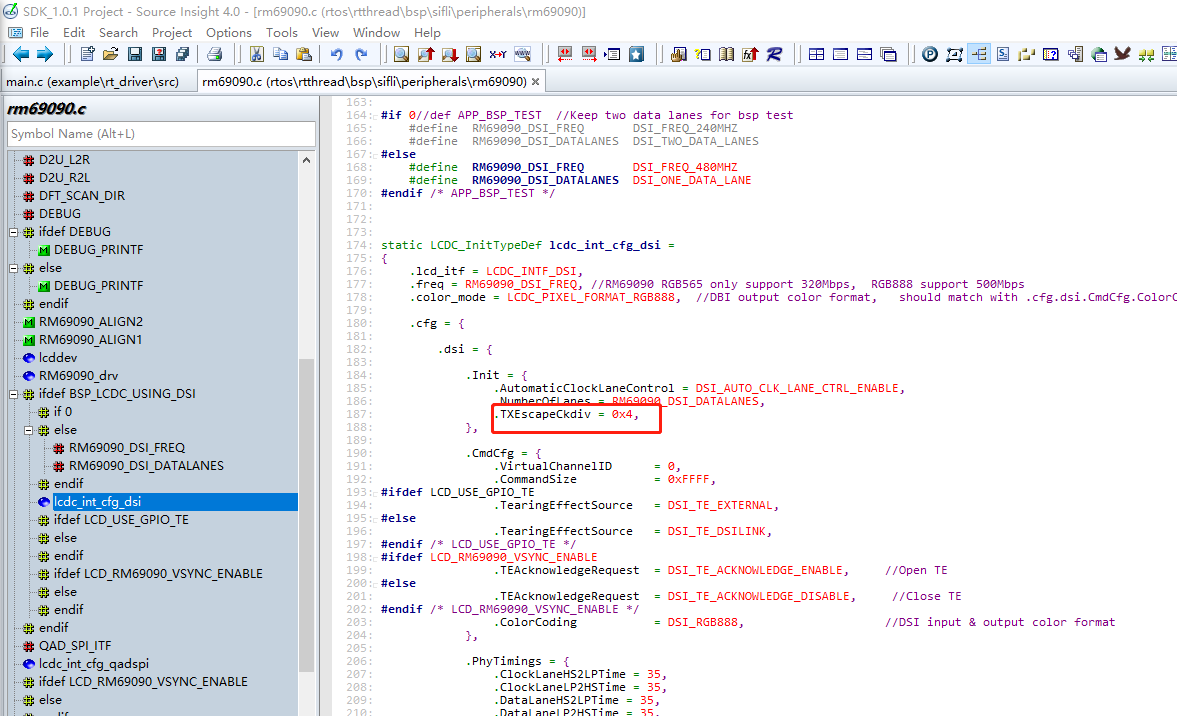 SDK_1.0.1 Project - Source Insight 4.0 - [rm69090.c (rtos\rtthread\bsp\sifli\peripherals\rm69090)]
File Edit Search Project Options Tools View Window Help
main.c (example\rt_driver\src)
rm69090.c (rtos\rtthread\bsp\sifli\peripherals\rm69090)
rm69090.c
Symbol Name (Alt+L)
D2U_L2R
D2U_R2L
DFT_SCAN_DIR
DEBUG
ifdef DEBUG
DEBUG_PRINTF
else
DEBUG_PRINTF
endif
RM69090_ALIGN2
RM69090_ALIGN1
lcddev
RM69090_drv
ifdef BSP_LCDC_USING_DSI
if 0
else
RM69090_DSI_FREQ
RM69090_DSI_DATALANES
endif
lcdc_int_cfg_dsi
ifdef LCD_USE_GPIO_TE
else
endif
ifdef LCD_RM69090_VSYNC_ENABLE
else
endif
endif
QAD_SPI_ITF
lcdc_int_cfg_qadspi
ifdef LCD_RM69090_VSYNC_ENABLE
else
163:
164: #if 0//def APP_BSP_TEST //Keep two data lanes for bsp test
165: #define RM69090_DSI_FREQ DSI_FREQ_240MHZ
166: #define RM69090_DSI_DATALANES DSI_TWO_DATA_LANES
167: #else
168: #define RM69090_DSI_FREQ DSI_FREQ_480MHZ
169: #define RM69090_DSI_DATALANES DSI_ONE_DATA_LANE
170: #endif /* APP_BSP_TEST */
171:
172:
173:
174: static LCDC_InitTypeDef lcdc_int_cfg_dsi =
175: {
176: .lcd_itf = LCDC_INTF_DSI,
177: .freq = RM69090_DSI_FREQ, //RM69090 RGB565 only support 320Mbps, RGB888 support 500Mbps
178: .color_mode = LCDC_PIXEL_FORMAT_RGB888, //DBI output color format, should match with .cfg.dsi.CmdCfg.ColorC
179:
180: .cfg = {
181:
182: .dsi = {
183:
184: .Init = {
185: .AutomaticClockLaneControl = DSI_AUTO_CLK_LANE_CTRL_ENABLE,
186: .NumberOfLanes = RM69090_DSI_DATALANES,
187: .TXEscapeCkdiv = 0x4,
188: },
189:
190: .CmdCfg = {
191: .VirtualChannelID = 0,
192: .CommandSize = 0xFFFF,
193: #ifdef LCD_USE_GPIO_TE
194: .TearingEffectSource = DSI_TE_EXTERNAL,
195: #else
196: .TearingEffectSource = DSI_TE_DSILINK,
197: #endif /* LCD_USE_GPIO_TE */
198: #ifdef LCD_RM69090_VSYNC_ENABLE
199: .TEAcknowledgeRequest = DSI_TE_ACKNOWLEDGE_ENABLE, //Open TE
200: #else
201: .TEAcknowledgeRequest = DSI_TE_ACKNOWLEDGE_DISABLE, //Close TE
202: #endif /* LCD_RM69090_VSYNC_ENABLE */
203: .ColorCoding = DSI_RGB888, //DSI input & output color format
204: },
205:
206: .PhyTimings = {
207: .ClockLaneHS2LPTime = 35,
208: .ClockLaneLP2HSTime = 35,
209: .DataLaneHS2LPTime = 35,
210: .DataLaneLP2HSTime = 35,